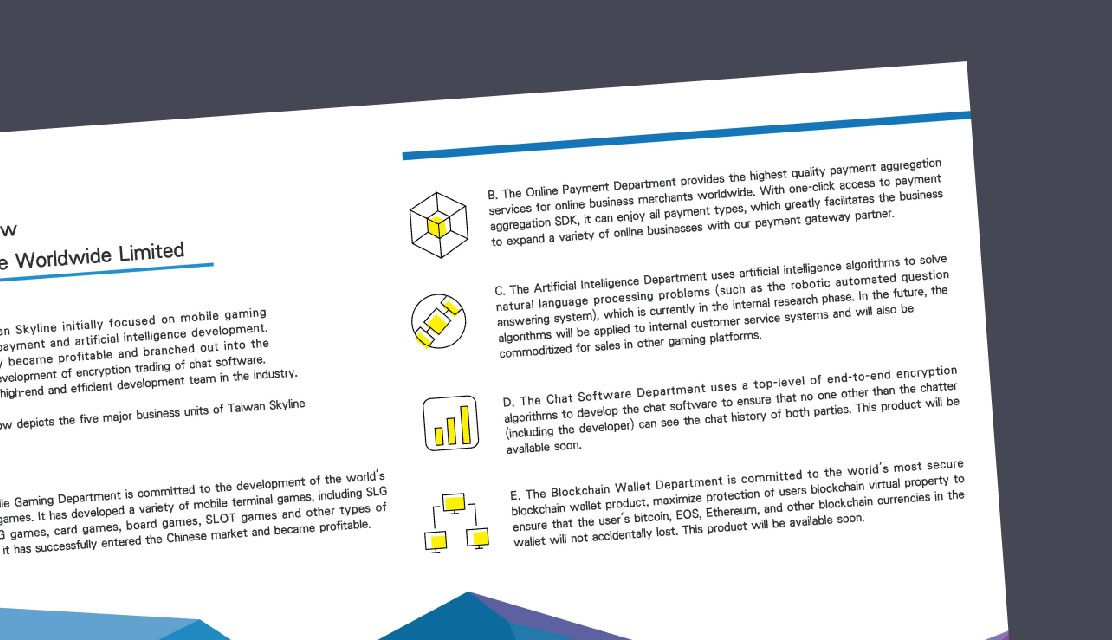 w
e Worldwide Limited
an Skyline initially focused on mobile gaming
payment and artificial intelligence development.
y became profitable and branched out into the
evelopment of encryption trading of chat software.
high-end and efficient development team in the industry.
ow depicts the five major business units of Taiwan Skyline
ile Gaming Department is committed to the development of the world's
games. It has developed a variety of mobile terminal games, including SLG
G games, card games, board games, SLOT games and other types of
it has successfully entered the Chinese market and became profitable.
B. The Online Payment Department provides the highest quality payment aggregation
services for online business merchants worldwide. With one-click access to payment
aggregation SDK, it can enjoy all payment types, which greatly facilitates the business
to expand a variety of online businesses with our payment gateway partner.
C. The Artificial Intelligence Department uses artificial intelligence algorithms to solve
natural language processing problems (such as the robotic automated question
answering system), which is currently in the internal research phase. In the future, the
algorithms will be applied to internal customer service systems and will also be
commoditized for sales in other gaming platforms.
D. The Chat Software Department uses a top-level of end-to-end encryption
algorithms to develop the chat software to ensure that no one other than the chatter
(including the developer) can see the chat history of both parties. This product will be
available soon.
E. The Blockchain Wallet Department is committed to the world's most secure
blockchain wallet product, maximize protection of users blockchain virtual property to
ensure that the user's bitcoin, EOS, Ethereum, and other blockchain currencies in the
wallet will not accidentally lost. This product will be available soon.